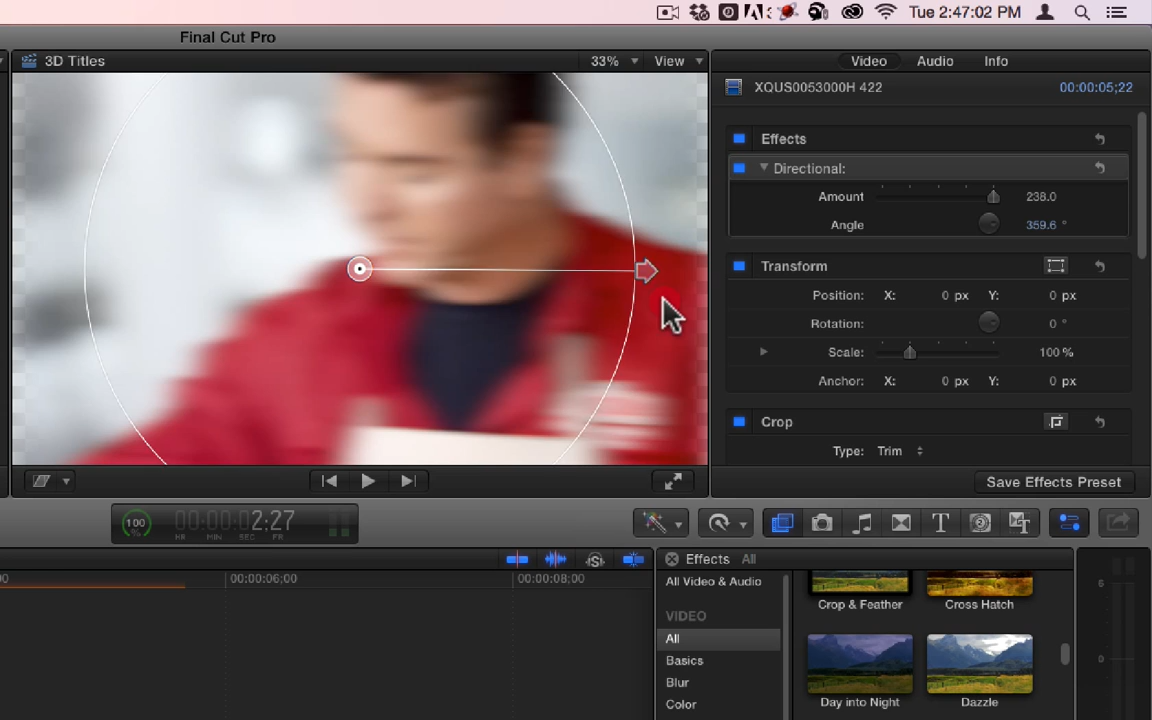 Tue 2:47:02 PM
Final Cut Pro
3D Titles
33%
View
Video
Audio
Info
XQUS0053000H 422
00:00:05;22
Effects
Directional:
Amount
238.0
Angle
359.6 °
Transform
Position:
X:
0 px
Y:
0 px
Rotation:
0 °
Scale:
100 %
Anchor:
X:
0 px
Y:
0 px
Crop
Type:
Trim
Save Effects Preset
100
%
00:00:02;27
HR
MIN
SEC
FR
T
Effects
All
00:00:06;00
00:00:08;00
All Video & Audio
VIDEO
All
Basics
Blur
Color
Crop & Feather
Cross Hatch
Day into Night
Dazzle
6
0